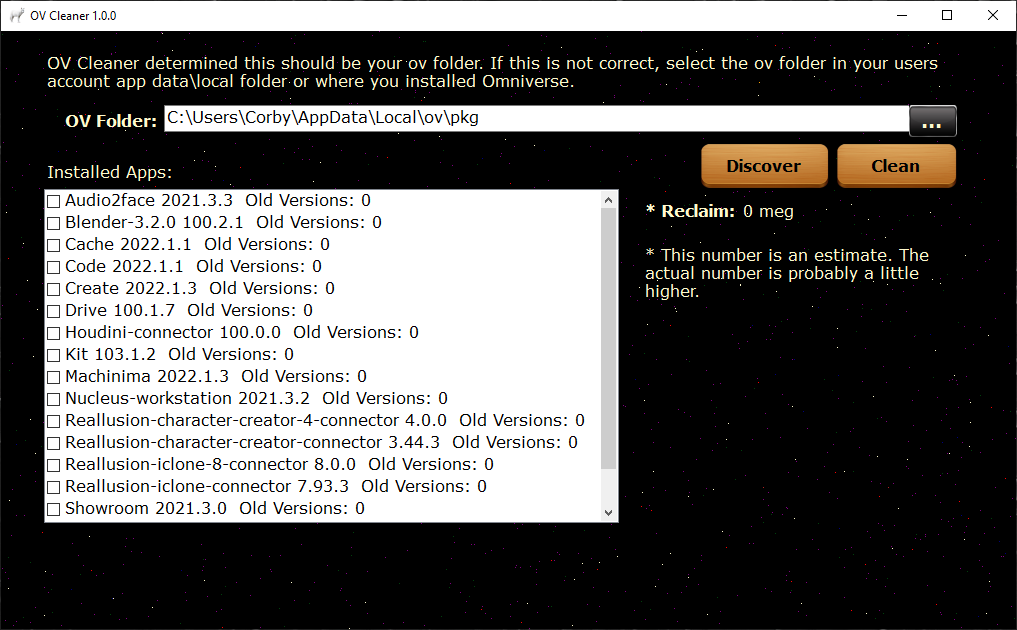 OV Cleaner 1.0.0
OV Cleaner determined this should be your ov folder. If this is not correct, select the ov folder in your users
account app data\local folder or where you installed Omniverse.
OV Folder: C:\Users\Corby\AppData\Local\ov\pkg ...
Discover Clean
Installed Apps:
Audio2face 2021.3.3  Old Versions: 0
Blender-3.2.0 100.2.1  Old Versions: 0
Cache 2022.1.1  Old Versions: 0
Code 2022.1.1  Old Versions: 0
Create 2022.1.3  Old Versions: 0
Drive 100.1.7  Old Versions: 0
Houdini-connector 100.0.0  Old Versions: 0
Kit 103.1.2  Old Versions: 0
Machinima 2022.1.3  Old Versions: 0
Nucleus-workstation 2021.3.2  Old Versions: 0
Reallusion-character-creator-4-connector 4.0.0  Old Versions: 0
Reallusion-character-creator-connector 3.44.3  Old Versions: 0
Reallusion-iclone-8-connector 8.0.0  Old Versions: 0
Reallusion-iclone-connector 7.93.3  Old Versions: 0
Showroom 2021.3.0  Old Versions: 0
* Reclaim: 0 meg
* This number is an estimate. The
actual number is probably a little
higher.